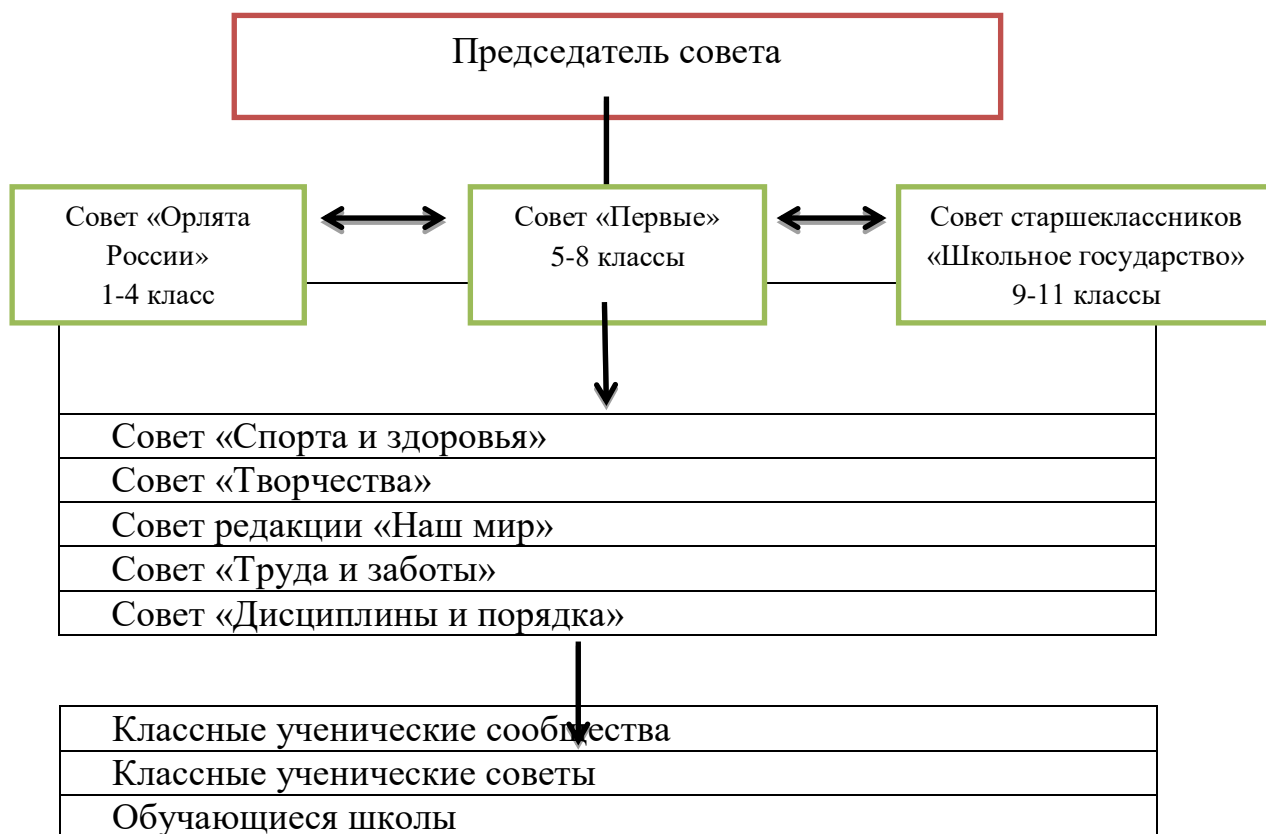 Председатель совета
Совет «Орлята
России»
1-4 класс
Совет «Первые»
5-8 классы
Совет старшеклассников
«Школьное государство»
9-11 классы
Совет «Спорта и здоровья»
Совет «Творчества»
Совет редакции «Наш мир»
Совет «Труда и заботы»
Совет «Дисциплины и порядка»
Классные ученические сообщества
Классные ученические советы
Обучающиеся школы